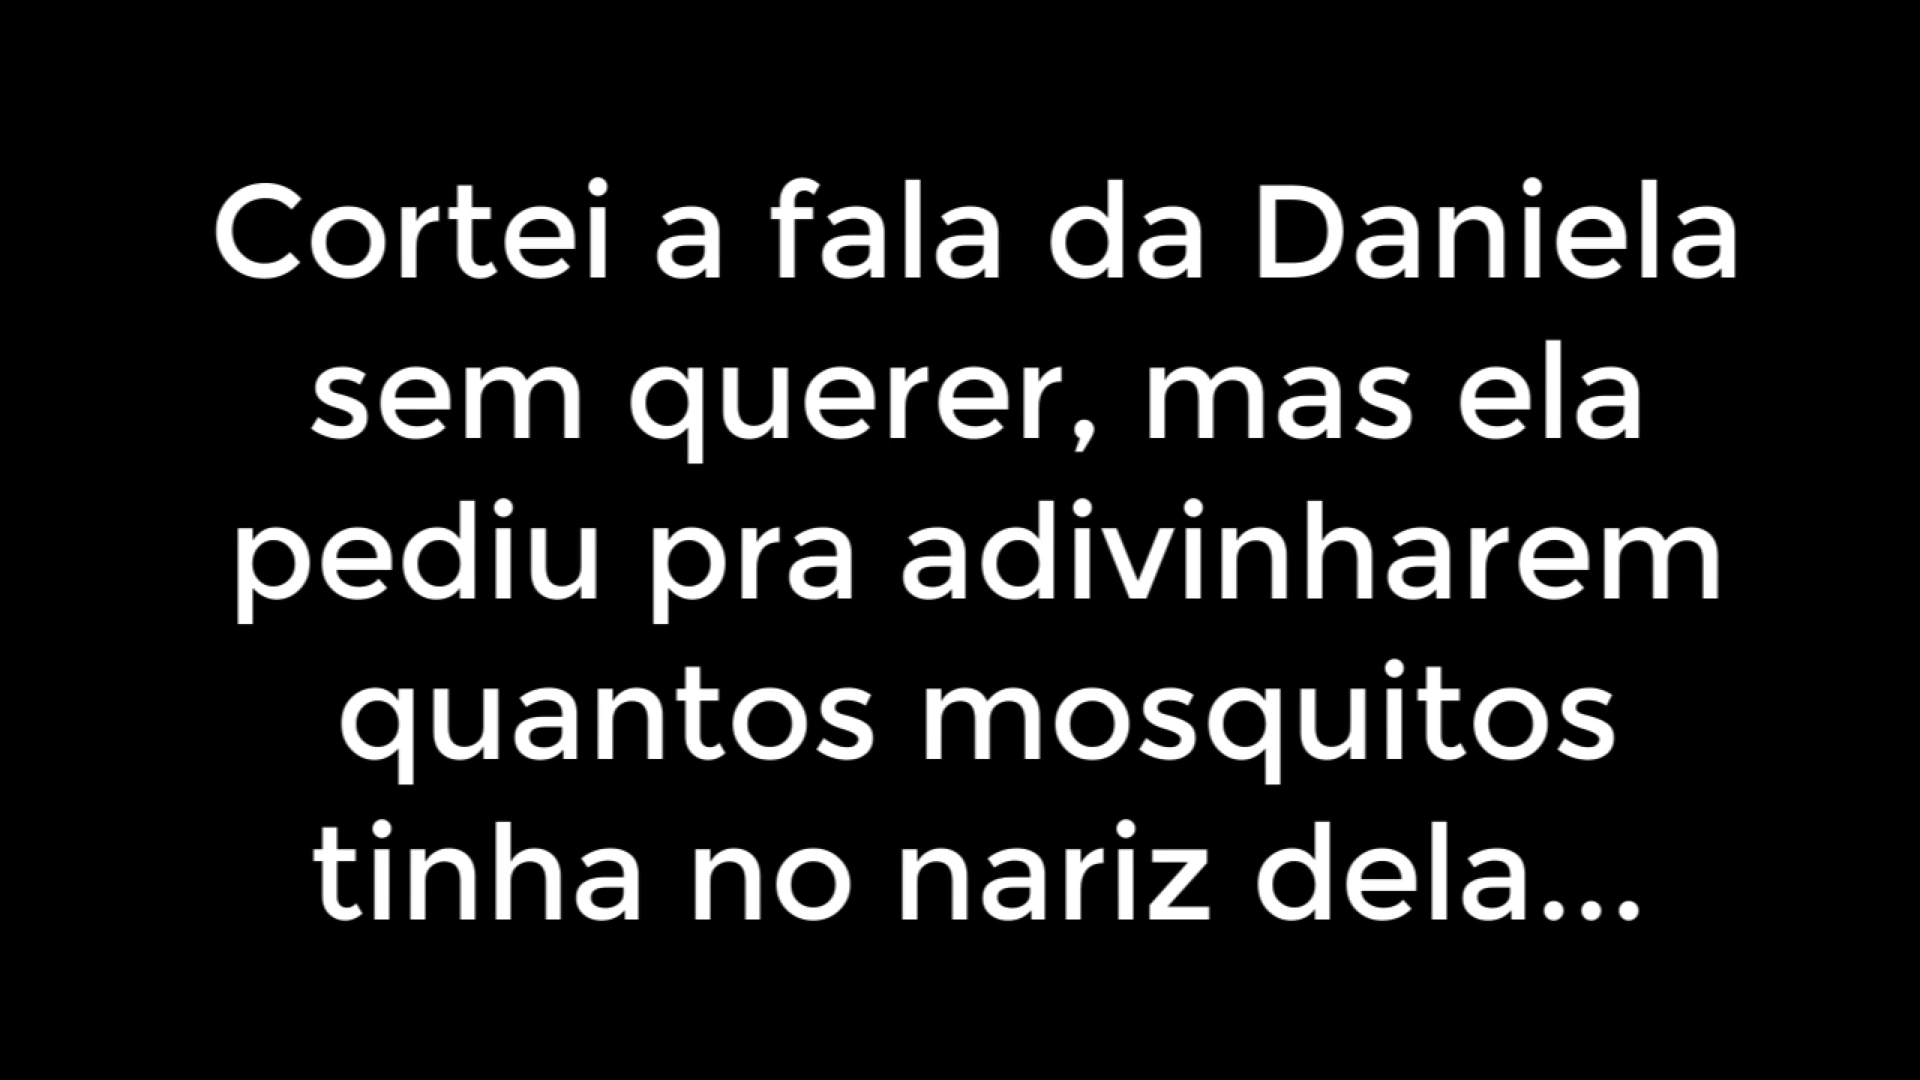 Cortei a fala da Daniela
sem querer, mas ela
pediu pra adivinharem
quantos mosquitos
tinha no nariz dela...